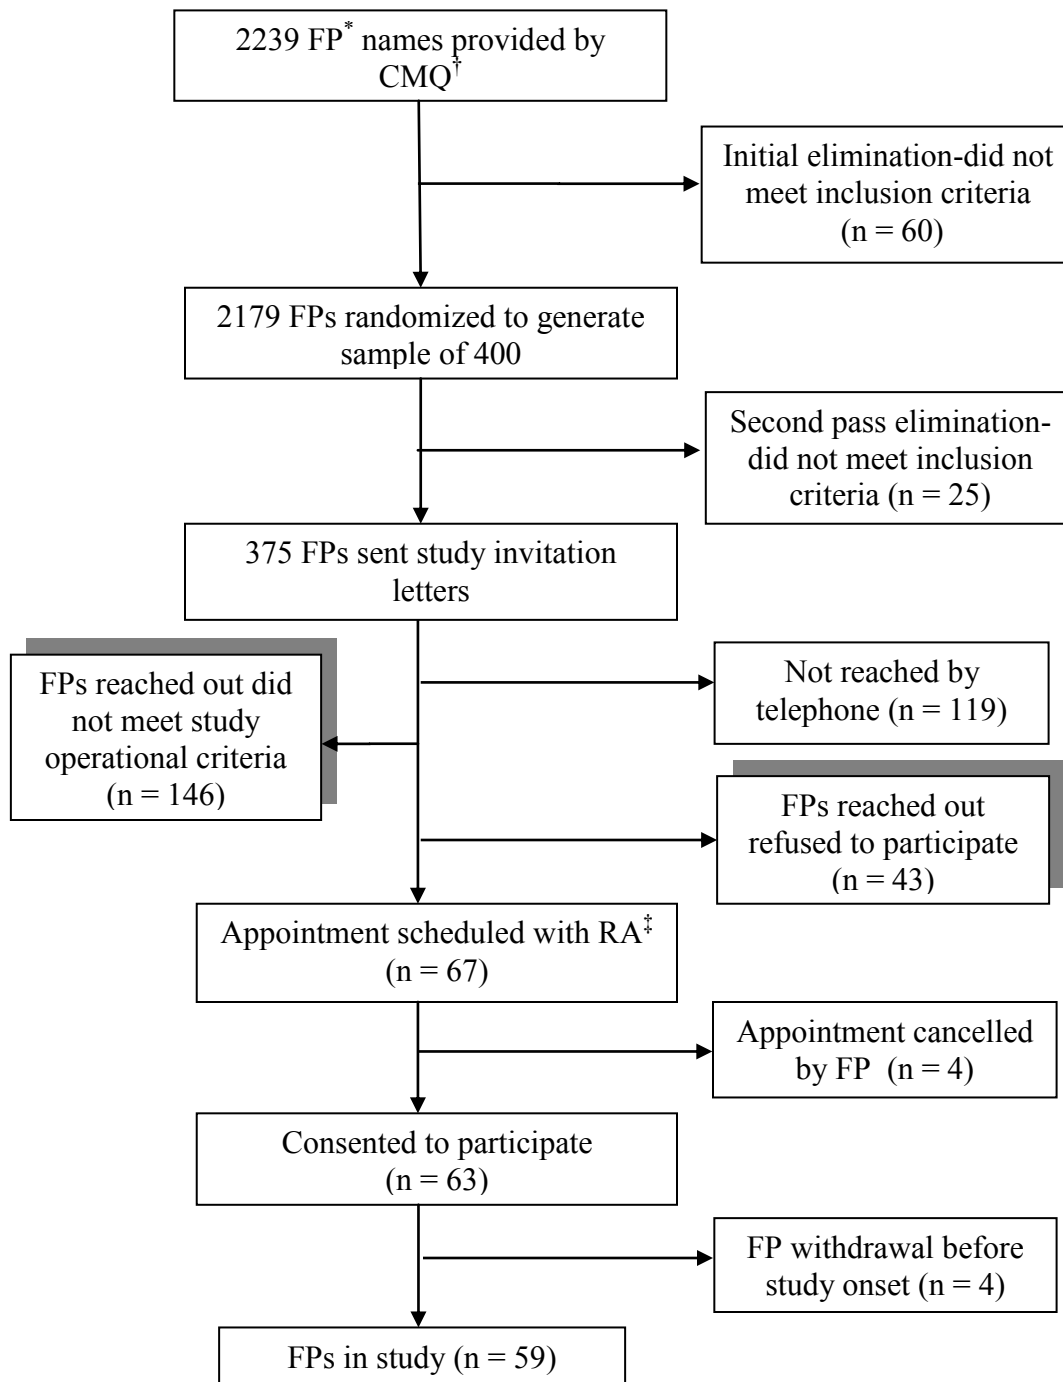 2239 FP* names provided by
CMQ†
Initial elimination-did not
meet inclusion criteria
(n = 60)
2179 FPs randomized to generate
sample of 400
Second pass elimination-
did not meet inclusion
criteria (n = 25)
375 FPs sent study invitation
letters
FPs reached out did
not meet study
operational criteria
(n = 146)
Not reached by
telephone (n = 119)
FPs reached out
refused to participate
(n = 43)
Appointment scheduled with RA‡
(n = 67)
Appointment cancelled
by FP (n = 4)
Consented to participate
(n = 63)
FP withdrawal before
study onset (n = 4)
FPs in study (n = 59)